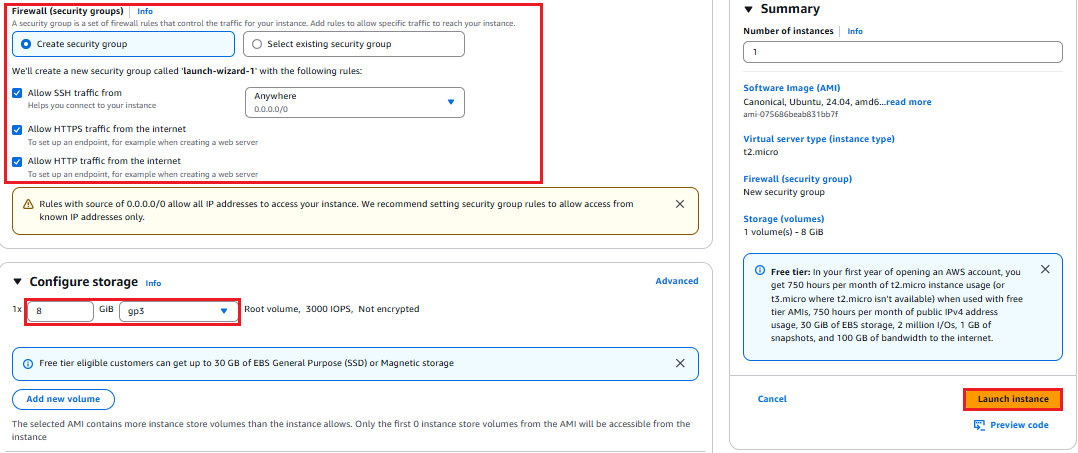 Firewall (security groups) Info
A security group is a set of firewall rules that control the traffic for your instance. Add rules to allow specific traffic to reach your instance.
Create security group
Select existing security group
We'll create a new security group called 'launch-wizard-1' with the following rules:
Allow SSH traffic from
Helps you connect to your instance
Anywhere
0.0.0.0/0
Allow HTTPS traffic from the internet
To set up an endpoint, for example when creating a web server
Allow HTTP traffic from the internet
To set up an endpoint, for example when creating a web server
Rules with source of 0.0.0.0/0 allow all IP addresses to access your instance. We recommend setting security group rules to allow access from
known IP addresses only.
Configure storage Info
Advanced
1x 8 GiB gp3 Root volume, 3000 IOPS, Not encrypted
Free tier eligible customers can get up to 30 GB of EBS General Purpose (SSD) or Magnetic storage
Add new volume
The selected AMI contains more instance store volumes than the instance allows. Only the first 0 instance store volumes from the AMI will be accessible from the
instance
Summary
Number of instances Info
1
Software Image (AMI)
Canonical, Ubuntu, 24.04, amd6...read more
ami-075686beab831bb7f
Virtual server type (instance type)
t2.micro
Firewall (security group)
New security group
Storage (volumes)
1 volume(s) - 8 GiB
Free tier: In your first year of opening an AWS account, you
get 750 hours per month of t2.micro instance usage (or
t3.micro where t2.micro isn't available) when used with free
tier AMIs, 750 hours per month of public IPv4 address
usage, 30 GiB of EBS storage, 2 million I/Os, 1 GB of
snapshots, and 100 GB of bandwidth to the internet.
Cancel
Launch instance
Preview code